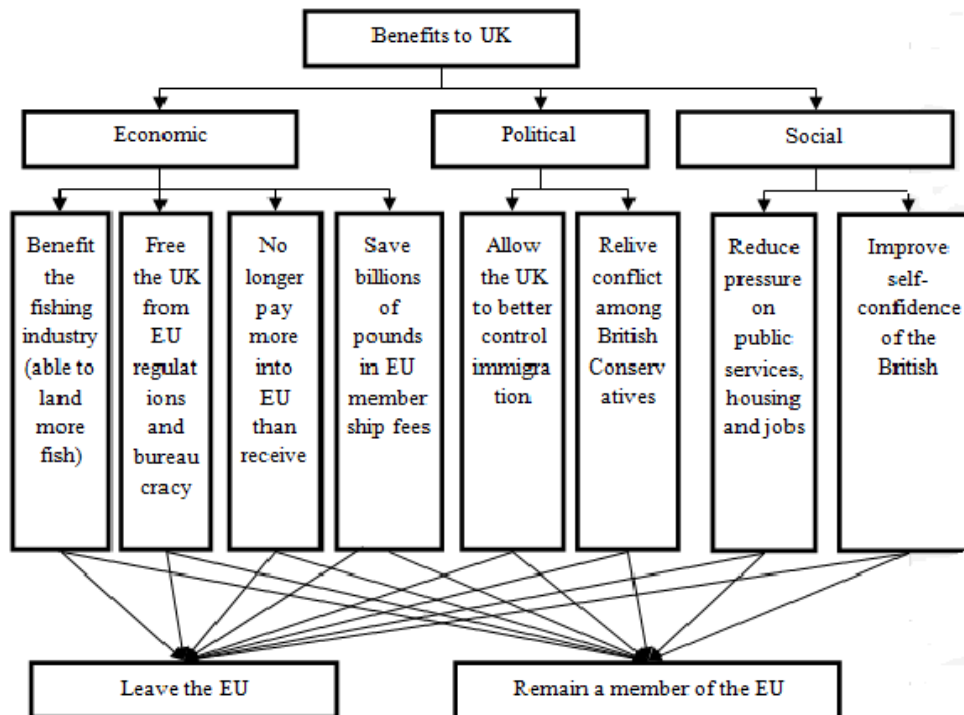 Benefits to UK
Economic
Political
Social
Benefit
the
fishing
industry
(able to
land
more
fish)
Free
the UK
from
EU
regulat
ions
and
bureau
cracy
No
longer
pay
more
into
EU
than
receive
Save
billions
of
pounds
in EU
member
ship fees
Allow
the UK
to better
control
immigra
tion
Relive
conflict
among
British
Conserv
atives
Reduce
pressure
on
public
services,
housing
and jobs
Improve
self-
confidence
of the
British
Leave the EU
Remain a member of the EU